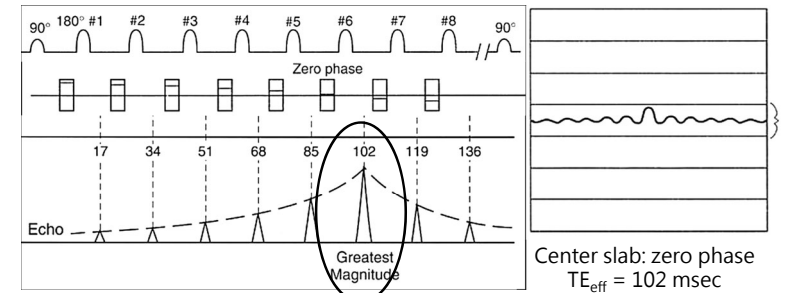 90° 180° #1 #2 #3 #4 #5 #6 #7 #8 90°
Zero phase
17 34 51 68 85 102 119 136
Echo
Greatest
Magnitude
Center slab: zero phase
TEeff = 102 msec